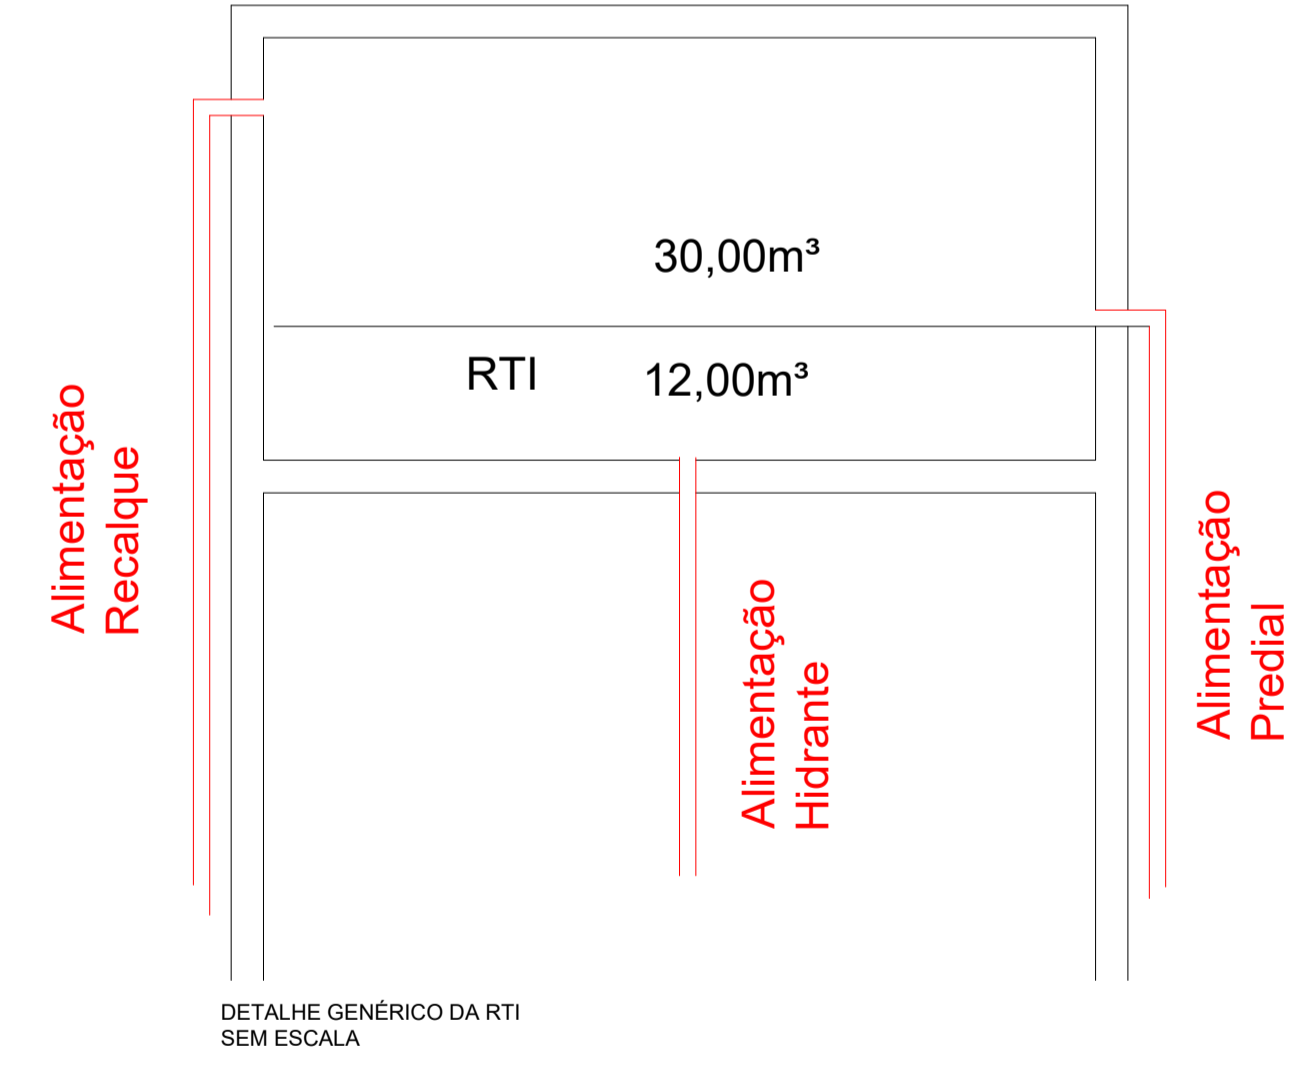 30,00m³
RTI 12,00m³
Alimentação
Recalque
Alimentação
Hidrante
Alimentação
Predial
DETALHE GENÉRICO DA RTI
SEM ESCALA